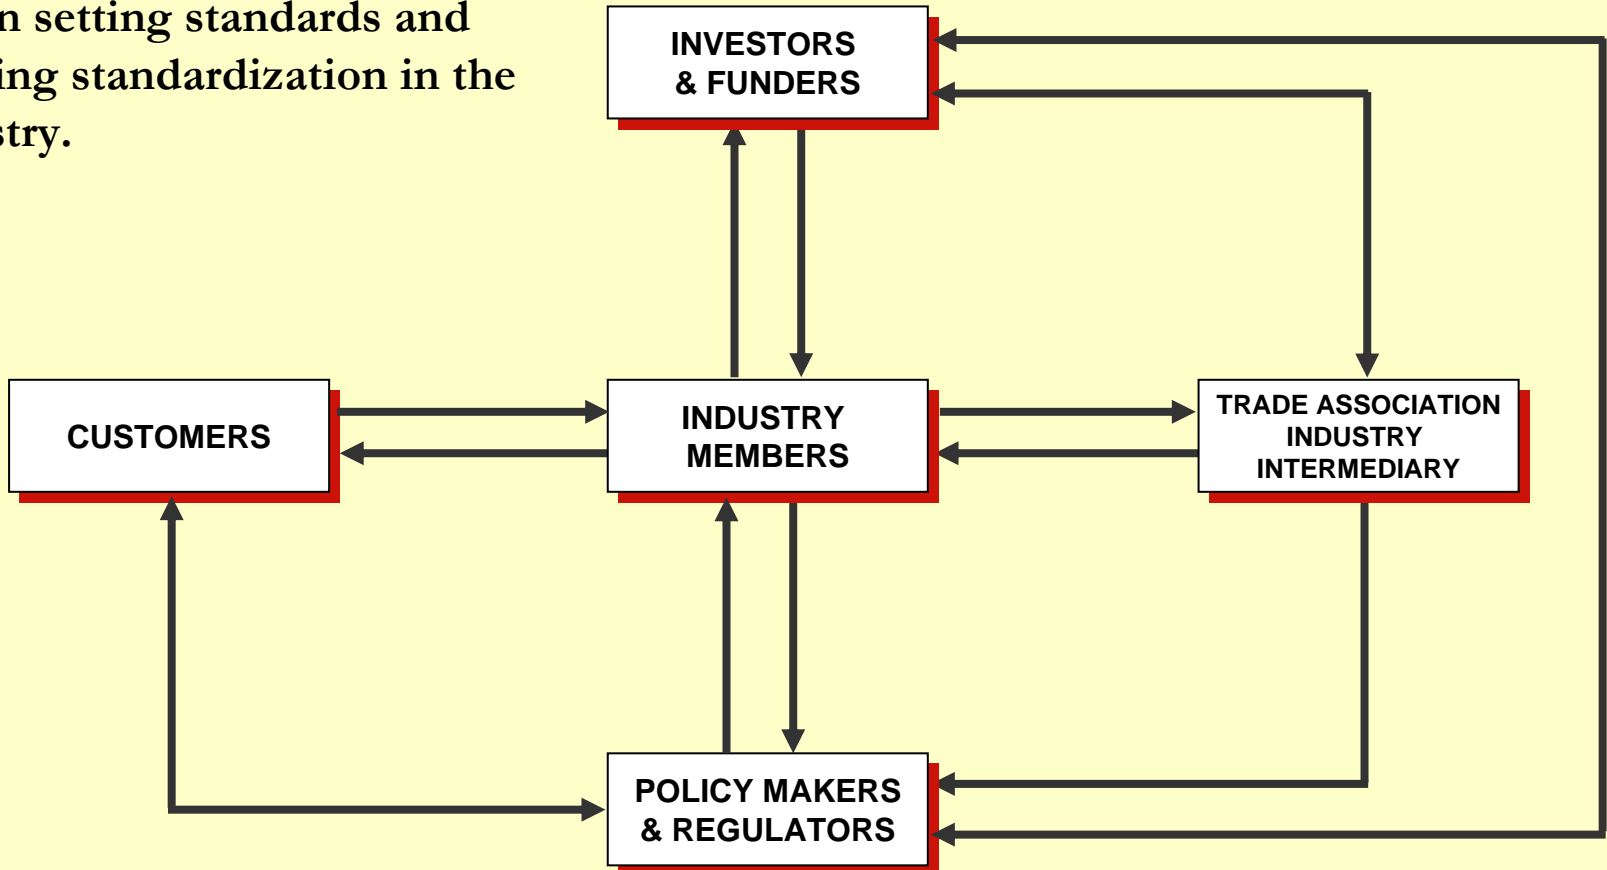 n setting standards and
ing standardization in the
stry.
INVESTORS
& FUNDERS
CUSTOMERS
INDUSTRY
MEMBERS
TRADE ASSOCIATION
INDUSTRY
INTERMEDIARY
POLICY MAKERS
& REGULATORS